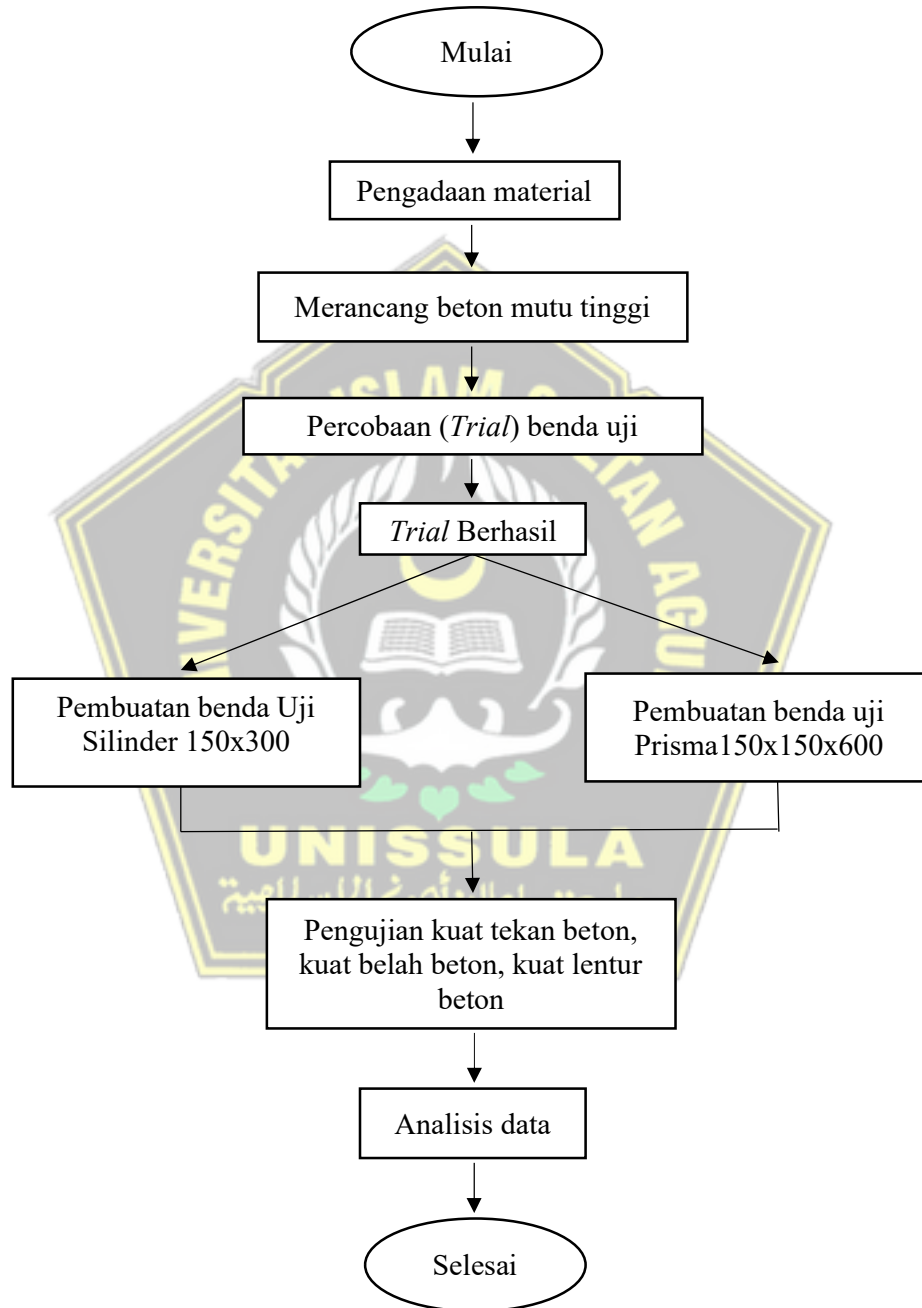 Mulai
Pengadaan material
Merancang beton mutu tinggi
Percobaan (Trial) benda uji
Trial Berhasil
Pembuatan benda Uji
Silinder 150x300
Pembuatan benda uji
Prisma150x150x600
UNISSULA
Pengujian kuat tekan beton,
kuat belah beton, kuat lentur
beton
Analisis data
Selesai